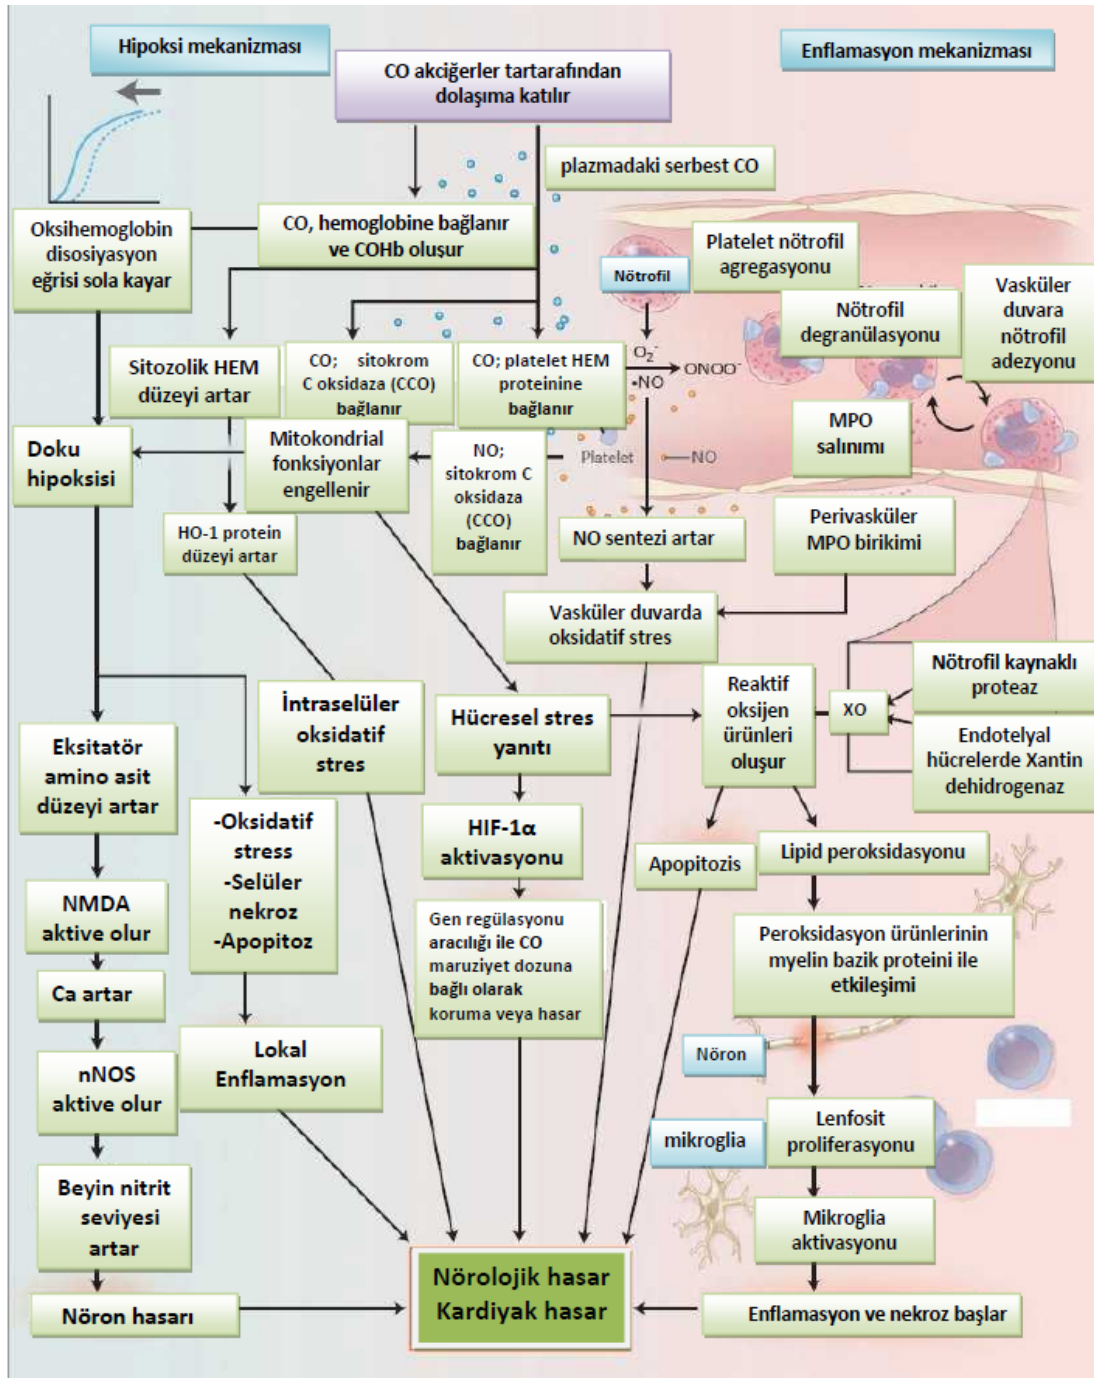 Hipoksi mekanizması
CO akciğerler tartarafından
dolaşıma katılır
Enflamasyon mekanizması
plazmadaki serbest CO
Oksihemoglobin
disosiyasyon
eğrisi sola kayar
CO, hemoglobine bağlanır
ve COHb oluşur
Nötrofil
Platelet nötrofil
agregasyonu
Nötrofil
degranülasyonu
Vasküler
duvara
nötrofil
adezyonu
Sitozolik HEM
düzeyi artar
CO; sitokrom
C oksidaza (CCO)
bağlanır
CO; platelet HEM
proteinine
bağlanır
O₂⁻
•NO
ONOO⁻
MPO
salınımı
Doku
hipoksisi
Mitokondrial
fonksiyonlar
engellenir
NO;
sitokrom C
oksidaza
(CCO)
bağlanır
Platelet
NO
HO-1 protein
düzeyi artar
NO sentezi artar
Perivasküler
MPO birikimi
Vasküler duvarda
oksidatif stres
İntraselüler
oksidatif
stres
Hücresel stres
yanıtı
Reaktif
oksijen
ürünleri
oluşur
XO
Nötrofil kaynaklı
proteaz
Endotelyal
hücrelerde Xantin
dehidrogenaz
Eksitatör
amino asit
düzeyi artar
-Oksidatif
stress
-Selüler
nekroz
-Apopitoz
HIF-1α
aktivasyonu
Apopitozis
Lipid peroksidasyonu
NMDA
aktive olur
Gen regülasyonu
aracılığı ile CO
maruziyet dozuna
bağlı olarak
koruma veya hasar
Peroksidasyon ürünlerinin
myelin bazik proteini ile
etkileşimi
Ca artar
Lokal
Enflamasyon
Nöron
nNOS
aktive olur
mikroglia
Lenfosit
proliferasyonu
Beyin nitrit
seviyesi
artar
Mikroglia
aktivasyonu
Nöron hasarı
Nörolojik hasar
Kardiyak hasar
Enflamasyon ve nekroz başlar